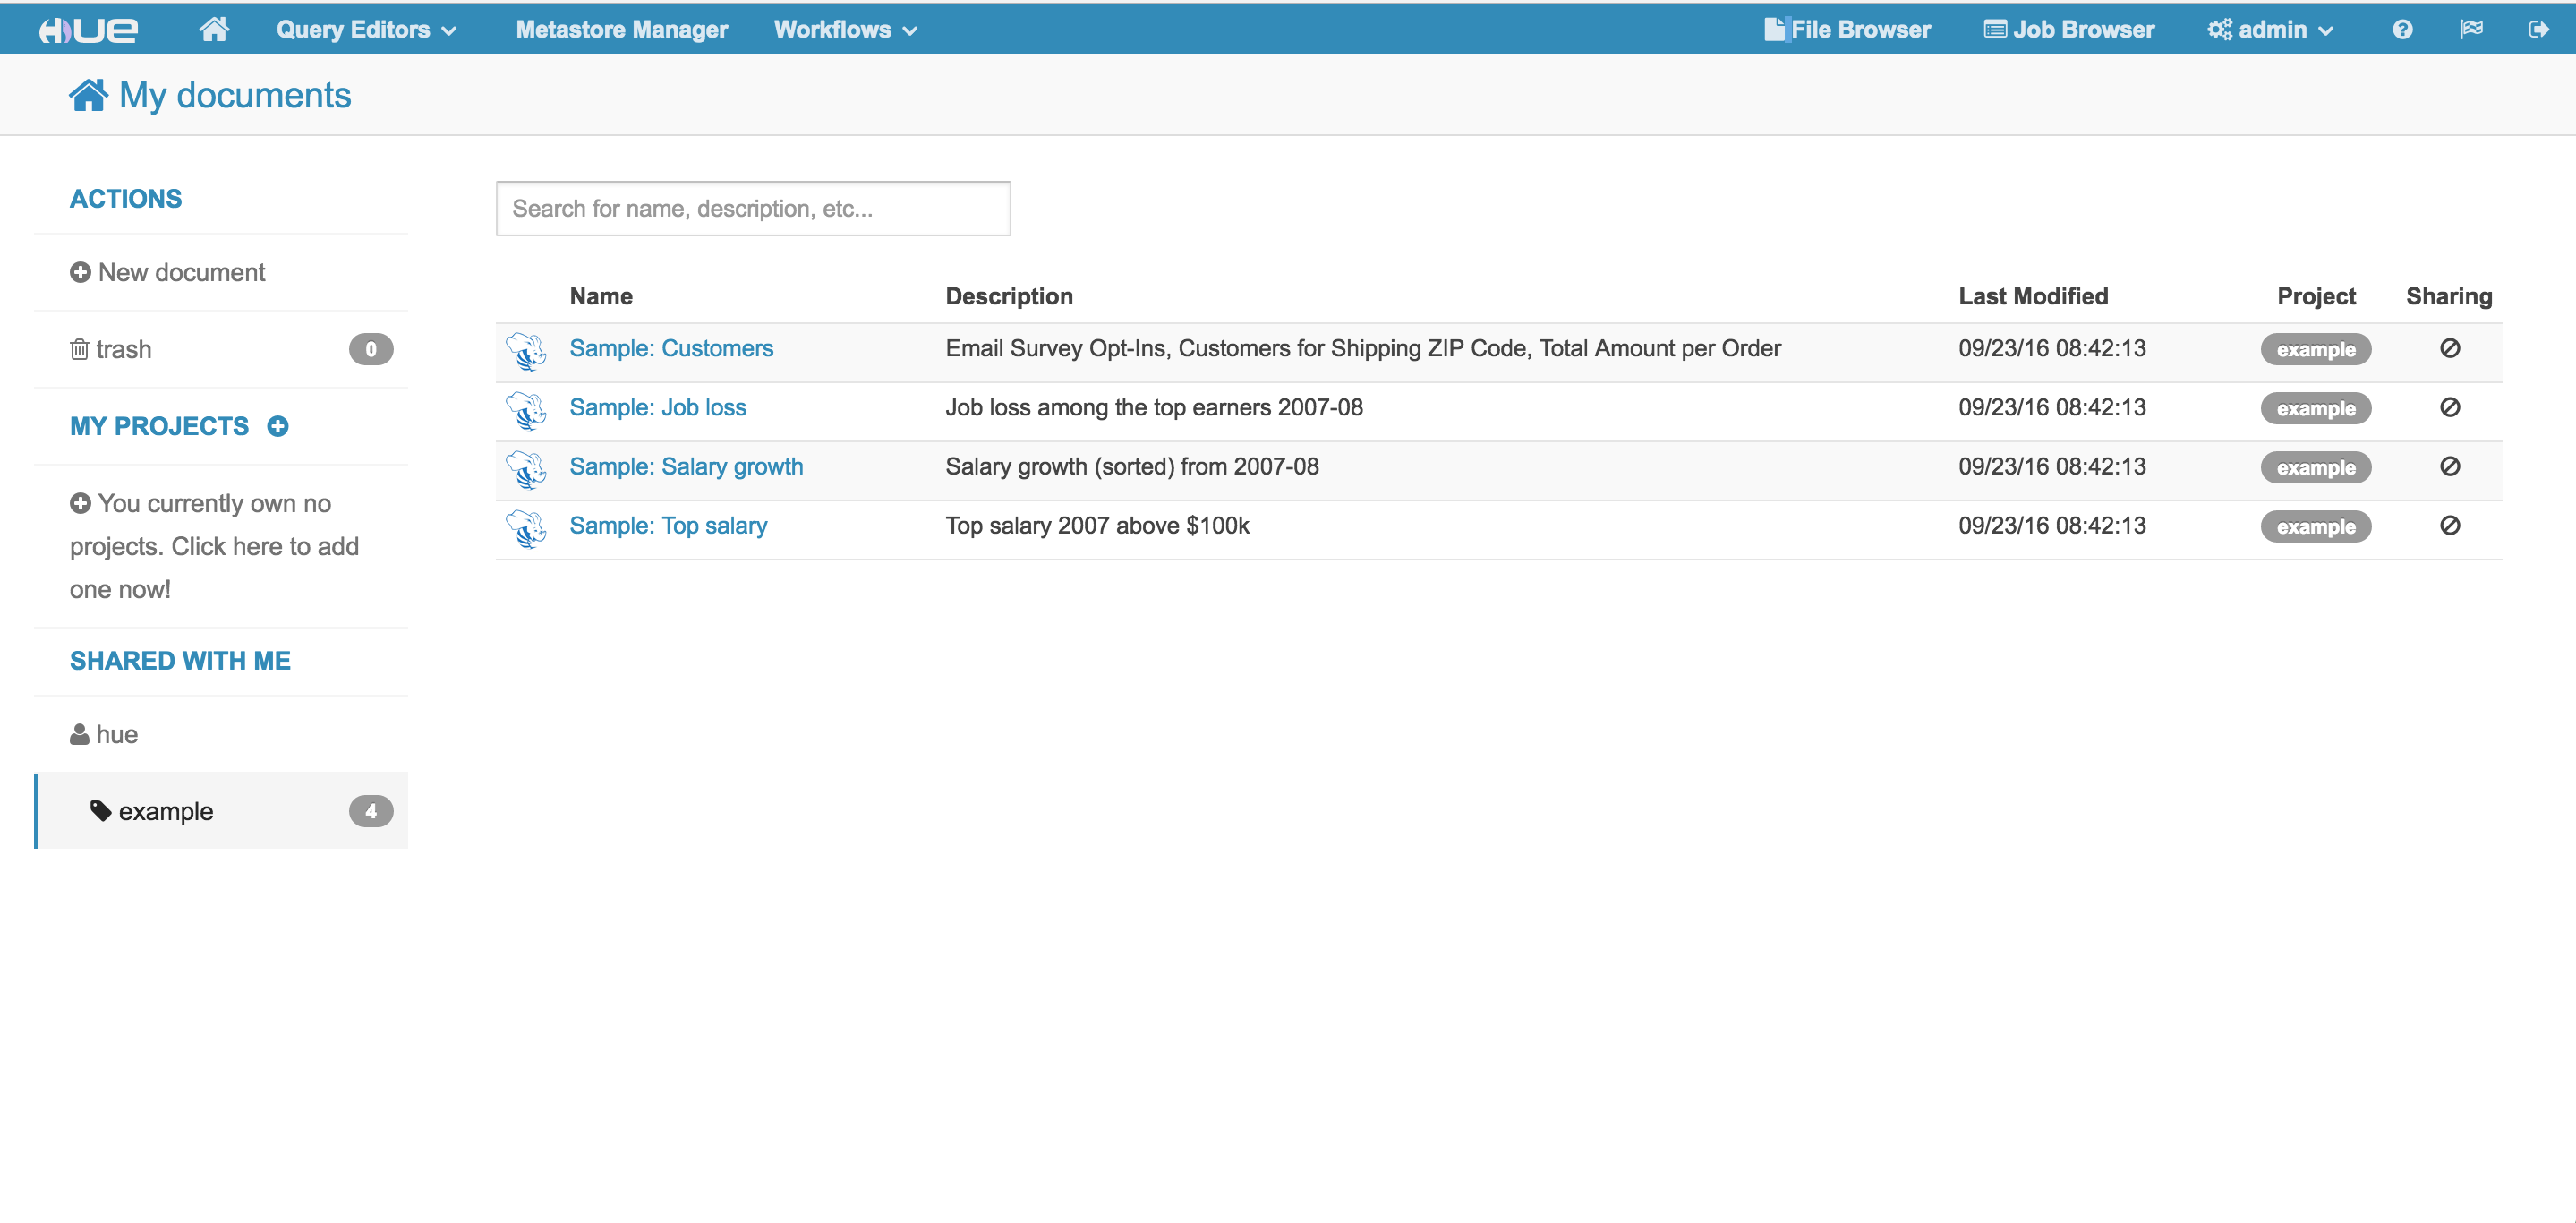 HUE Query Editors Metastore Manager Workflows File Browser Job Browser admin
My documents
ACTIONS
New document
trash 0
MY PROJECTS
You currently own no
projects. Click here to add
one now!
SHARED WITH ME
hue
example 4
Search for name, description, etc...
Name Description Last Modified Project Sharing
Sample: Customers Email Survey Opt-Ins, Customers for Shipping ZIP Code, Total Amount per Order 09/23/16 08:42:13 example
Sample: Job loss Job loss among the top earners 2007-08 09/23/16 08:42:13 example
Sample: Salary growth Salary growth (sorted) from 2007-08 09/23/16 08:42:13 example
Sample: Top salary Top salary 2007 above $100k 09/23/16 08:42:13 example